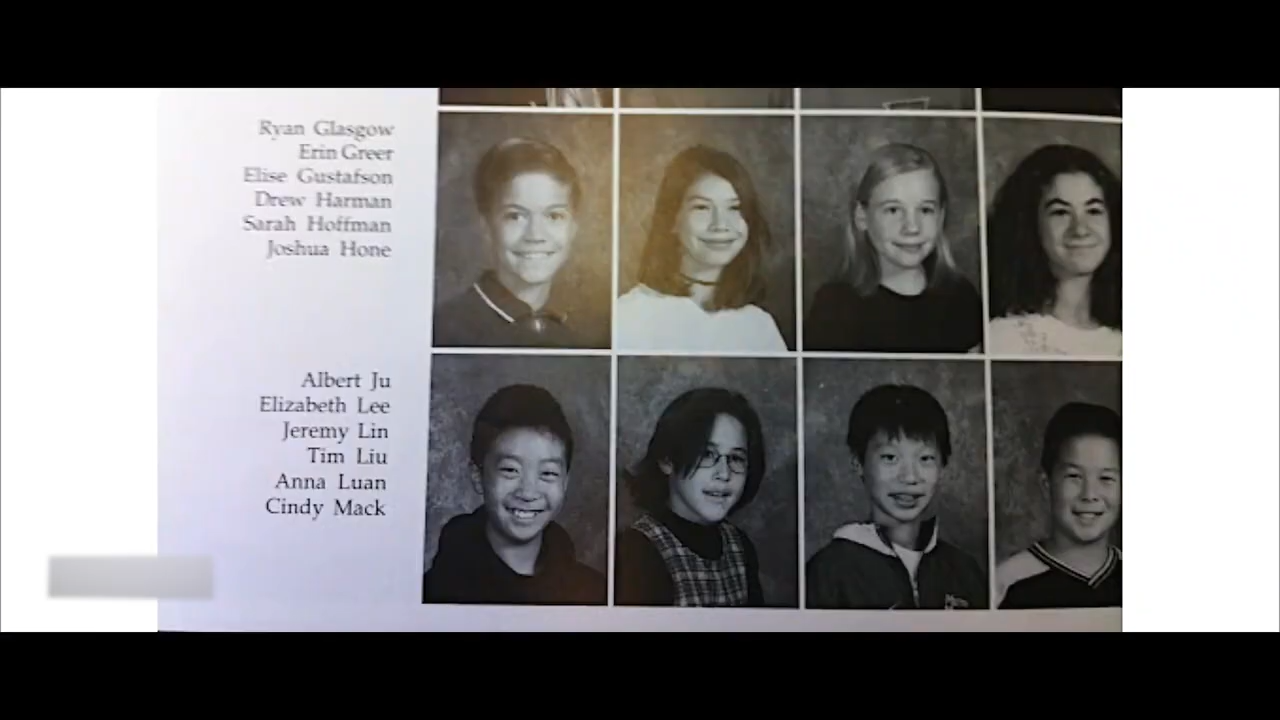 Ryan Glasgow
Erin Greer
Elise Gustafson
Drew Harman
Sarah Hoffman
Joshua Hone
Albert Ju
Elizabeth Lee
Jeremy Lin
Tim Liu
Anna Luan
Cindy Mack